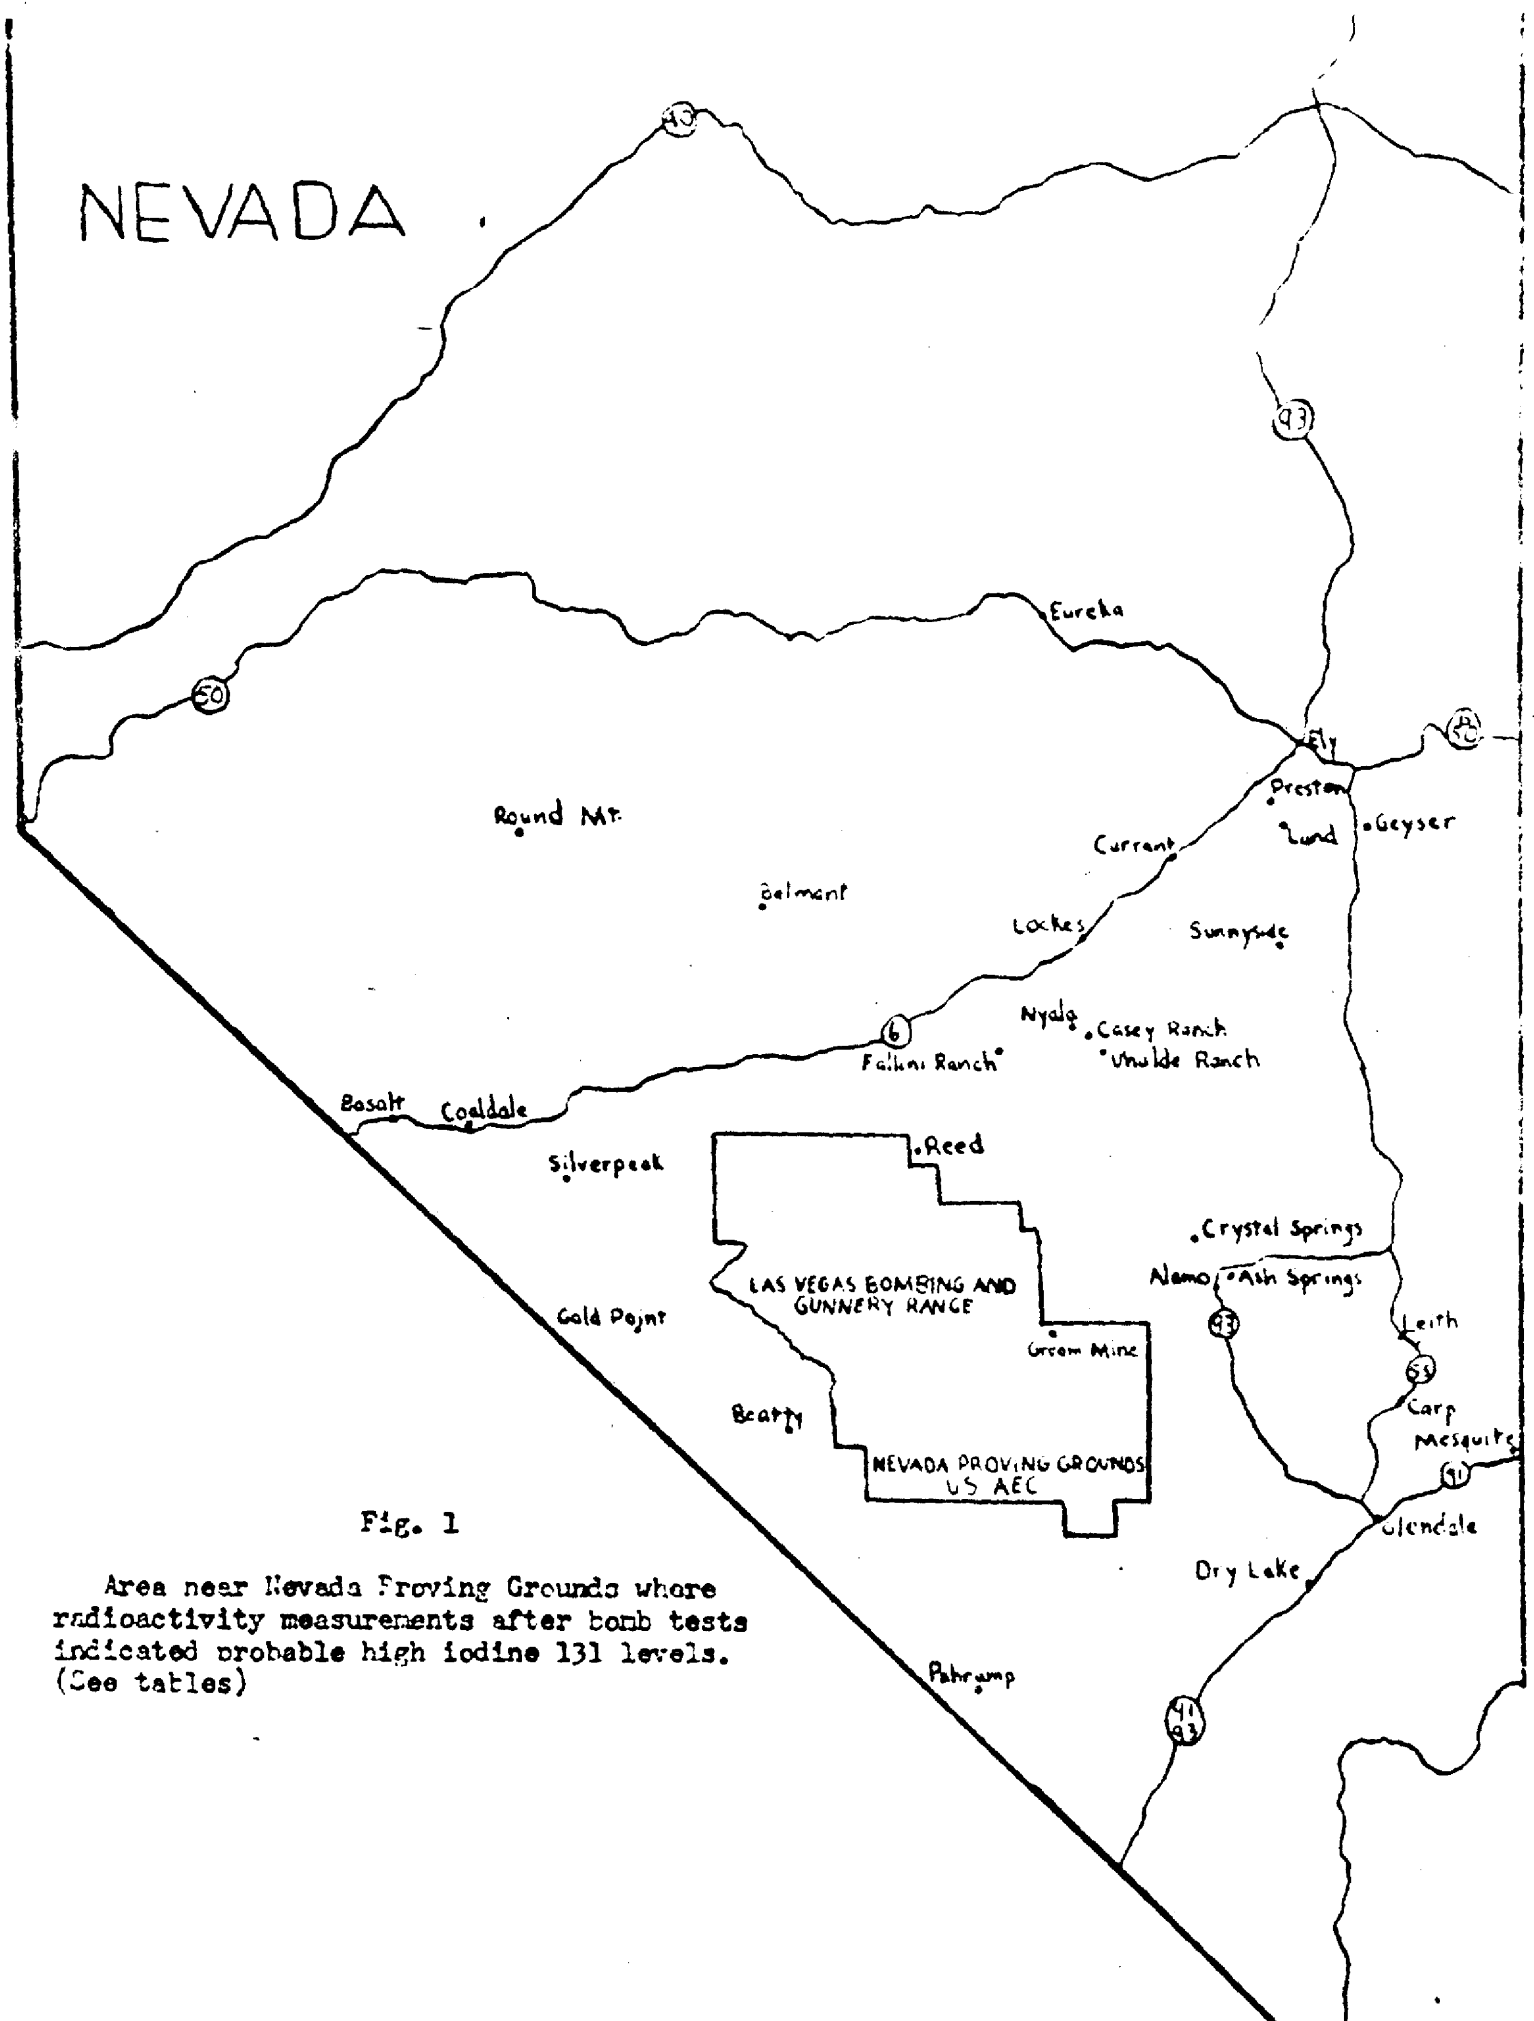 NEVADA
40
93
Eureka
50
Ely
50
Preston
Round Mt.
Lund
Geyser
Currant
Belmont
Lockes
Sunnyside
Nyala
6
Casey Ranch
Fallini Ranch
Uhalde Ranch
Basalt
Coaldale
Reed
Silverpeak
Crystal Springs
Alamo
Ash Springs
LAS VEGAS BOMBING AND
GUNNERY RANGE
Gold Point
93
Leith
Groom Mine
55
Carp
Beatty
Mesquite
NEVADA PROVING GROUNDS
US AEC
91
Glendale
Fig. 1
Dry Lake
Area near Nevada Proving Grounds where
radioactivity measurements after bomb tests
indicated probable high iodine 131 levels.
(See tables)
Pahrump
91
93